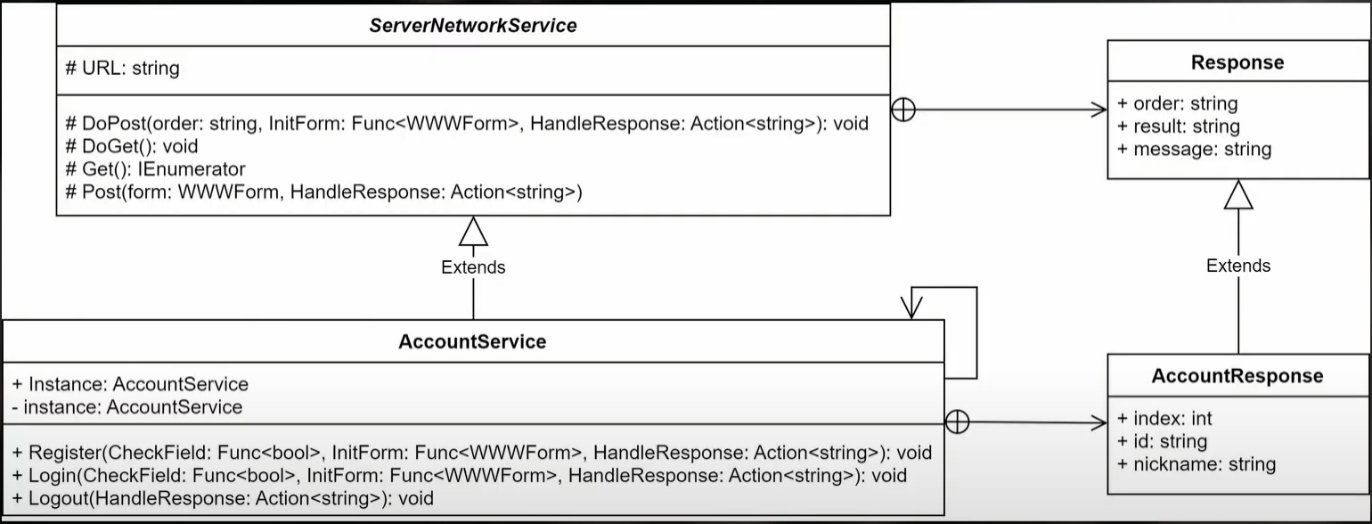 ServerNetworkService
# URL: string
# DoPost(order: string, InitForm: Func<WWWForm>, HandleResponse: Action<string>): void
# DoGet(): void
# Get(): IEnumerator
# Post(form: WWWForm, HandleResponse: Action<string>)
Response
+ order: string
+ result: string
+ message: string
Extends
Extends
AccountService
+ Instance: AccountService
- instance: AccountService
+ Register(CheckField: Func<bool>, InitForm: Func<WWWForm>, HandleResponse: Action<string>): void
+ Login(CheckField: Func<bool>, InitForm: Func<WWWForm>, HandleResponse: Action<string>): void
+ Logout(HandleResponse: Action<string>): void
AccountResponse
+ index: int
+ id: string
+ nickname: string